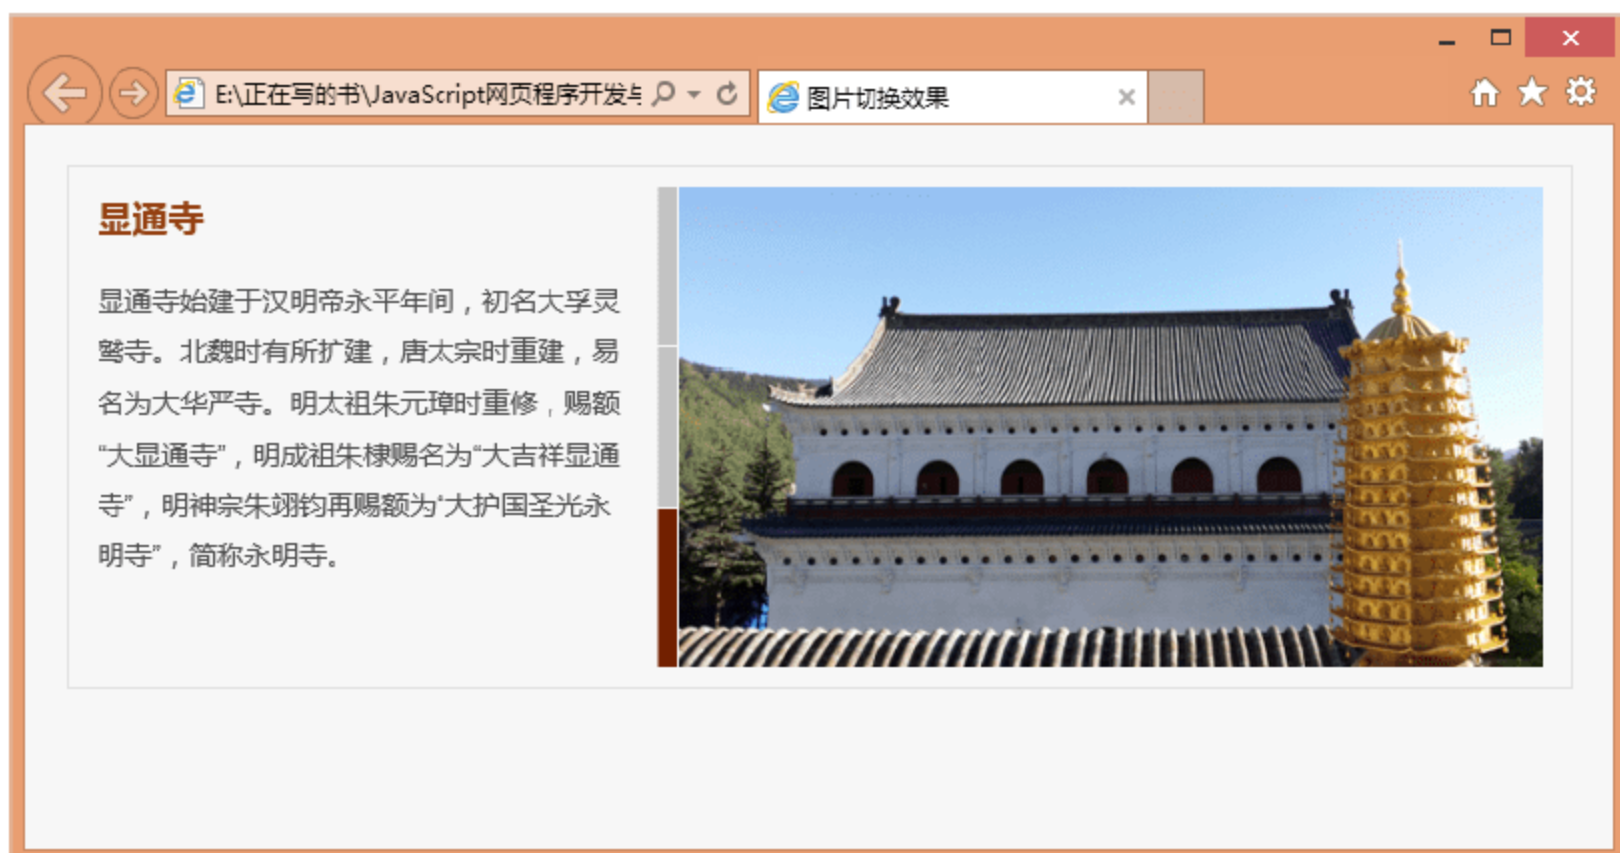 E:\正在写的书\JavaScript网页程序开发与
图片切换效果
显通寺
显通寺始建于汉明帝永平年间，初名大孚灵
鹫寺。北魏时有所扩建，唐太宗时重建，易
名为大华严寺。明太祖朱元璋时重修，赐额
“大显通寺”，明成祖朱棣赐名为“大吉祥显通
寺”，明神宗朱翊钧再赐额为“大护国圣光永
明寺”，简称永明寺。